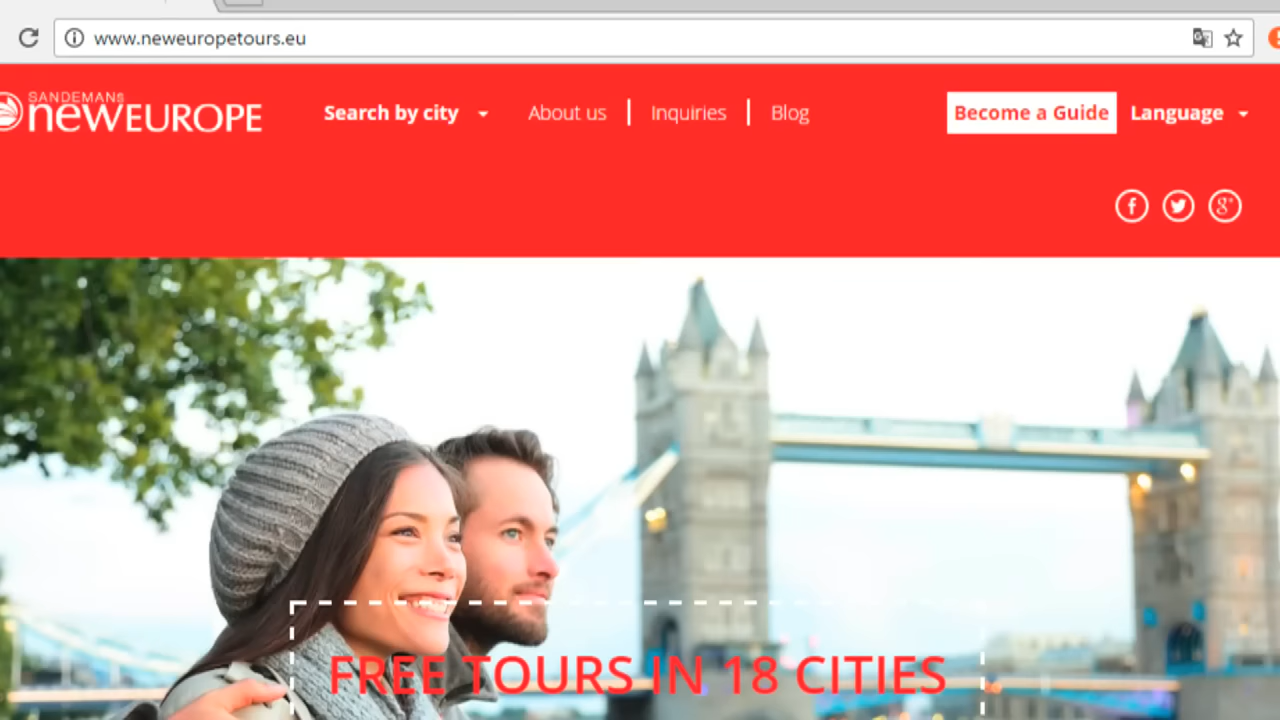 www.neweuropetours.eu
SANDEMANs
newEUROPE
Search by city
About us
Inquiries
Blog
Become a Guide
Language
FREE TOURS IN 18 CITIES